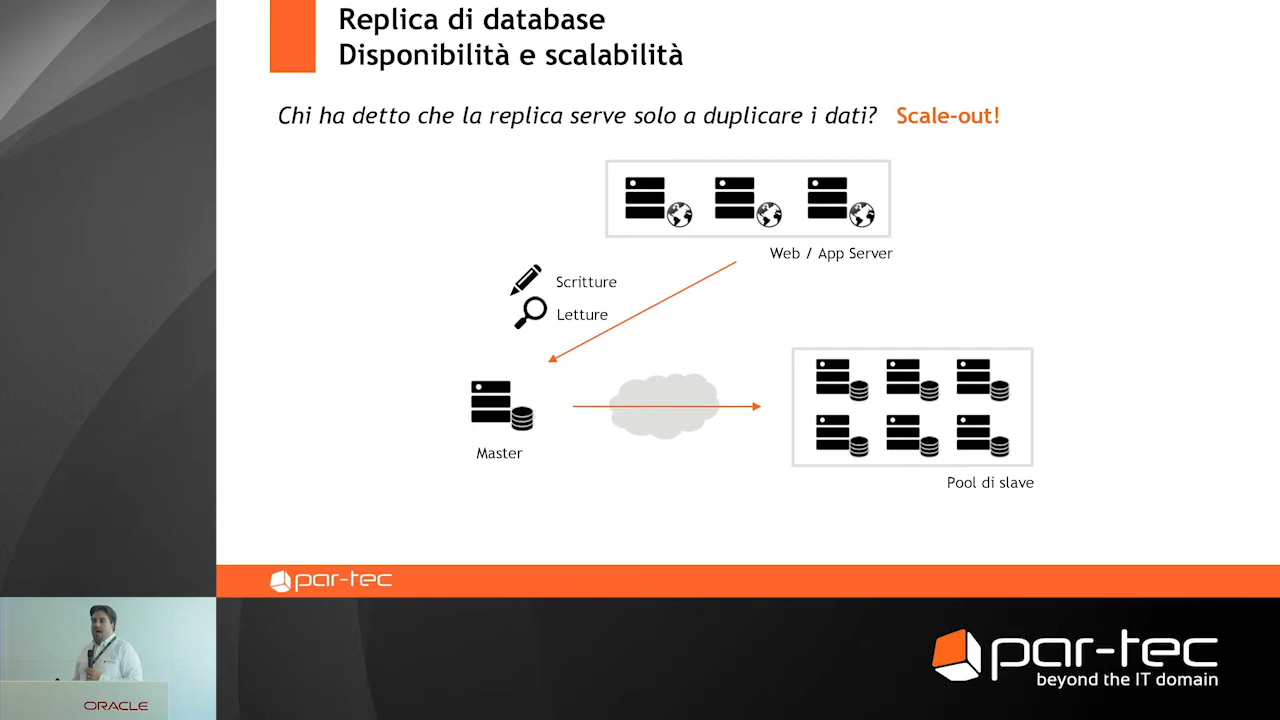 Replica di database
Disponibilità e scalabilità
Chi ha detto che la replica serve solo a duplicare i dati? Scale-out!
Web / App Server
Scritture
Letture
Master
Pool di slave
par-tec
ORACLE
par-tec
beyond the IT domain